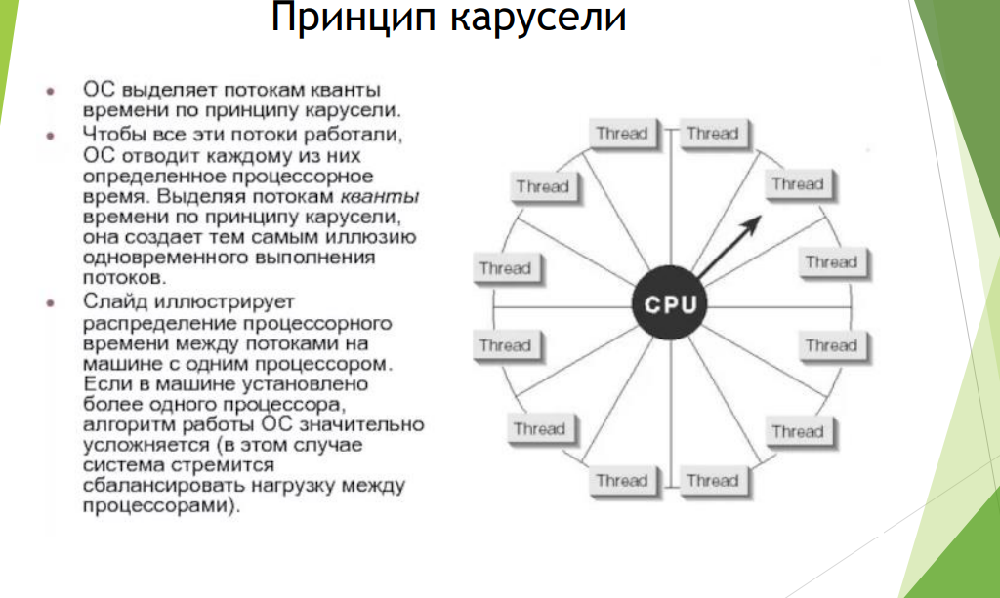 Принцип карусели
• ОС выделяет потокам кванты
времени по принципу карусели.
• Чтобы все эти потоки работали,
ОС отводит каждому из них
определенное процессорное
время. Выделяя потокам кванты
времени по принципу карусели,
она создает тем самым иллюзию
одновременного выполнения
потоков.
• Слайд иллюстрирует
распределение процессорного
времени между потоками на
машине с одним процессором.
Если в машине установлено
более одного процессора,
алгоритм работы ОС значительно
усложняется (в этом случае
система стремится
сбалансировать нагрузку между
процессорами).
Thread
Thread
Thread
Thread
Thread
Thread
CPU
Thread
Thread
Thread
Thread
Thread
Thread